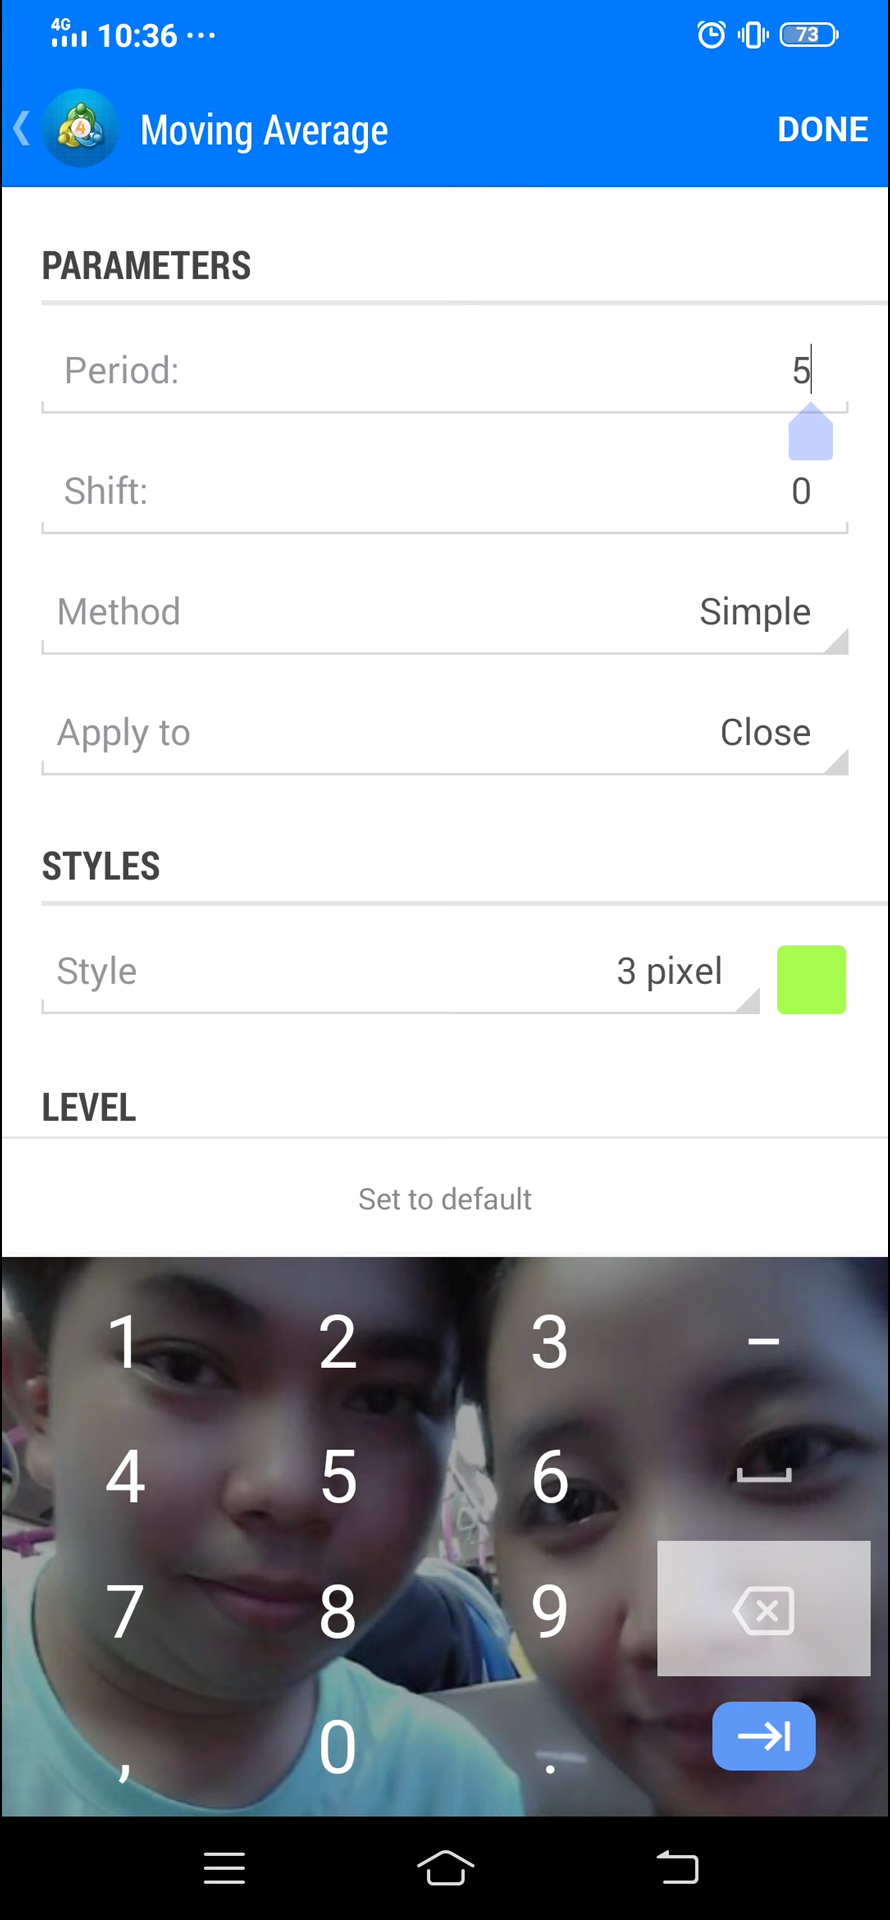 4G 10:36 ... 73
4 Moving Average DONE
PARAMETERS
Period: 5
Shift: 0
Method Simple
Apply to Close
STYLES
Style 3 pixel
LEVEL
Set to default
1 2 3 –
4 5 6
7 8 9
, 0 .